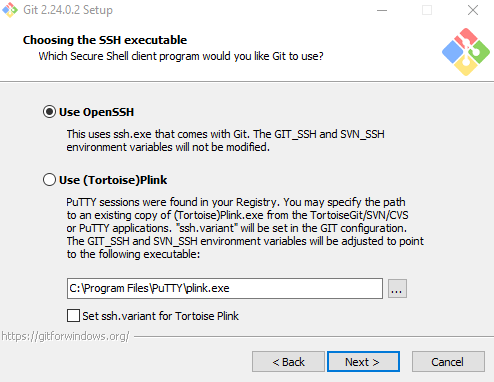 Git 2.24.0.2 Setup
Choosing the SSH executable
Which Secure Shell client program would you like Git to use?
Use OpenSSH
This uses ssh.exe that comes with Git. The GIT_SSH and SVN_SSH
environment variables will not be modified.
Use (Tortoise)Plink
PuTTY sessions were found in your Registry. You may specify the path
to an existing copy of (Tortoise)Plink.exe from the TortoiseGit/SVN/CVS
or PuTTY applications. "ssh.variant" will be set in the GIT configuration.
The GIT_SSH and SVN_SSH environment variables will be adjusted to point
to the following executable:
C:\Program Files\PuTTY\plink.exe
...
Set ssh.variant for Tortoise Plink
https://gitforwindows.org/
< Back
Next >
Cancel